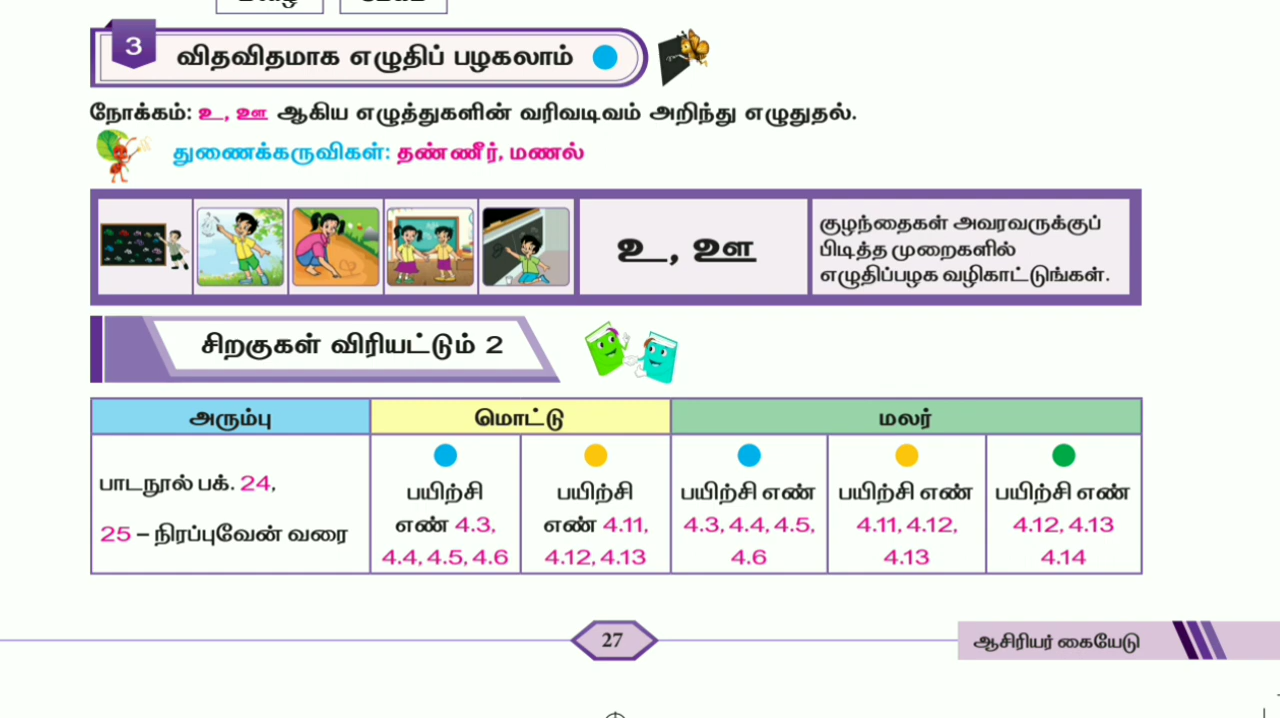 3
விதவிதமாக எழுதிப் பழகலாம்
நோக்கம்: உ, ஊ ஆகிய எழுத்துகளின் வரிவடிவம் அறிந்து எழுதுதல்.
துணைக்கருவிகள்: தண்ணீர், மணல்
உ, ஊ
குழந்தைகள் அவரவருக்குப்
பிடித்த முறைகளில்
எழுதிப்பழக வழிகாட்டுங்கள்.
சிறகுகள் விரியட்டும் 2
அரும்பு
மொட்டு
மலர்
பாடநூல் பக். 24,
25 – நிரப்புவேன் வரை
பயிற்சி
எண் 4.3,
4.4, 4.5, 4.6
பயிற்சி
எண் 4.11,
4.12, 4.13
பயிற்சி எண்
4.3, 4.4, 4.5,
4.6
பயிற்சி எண்
4.11, 4.12,
4.13
பயிற்சி எண்
4.12, 4.13
4.14
27
ஆசிரியர் கையேடு